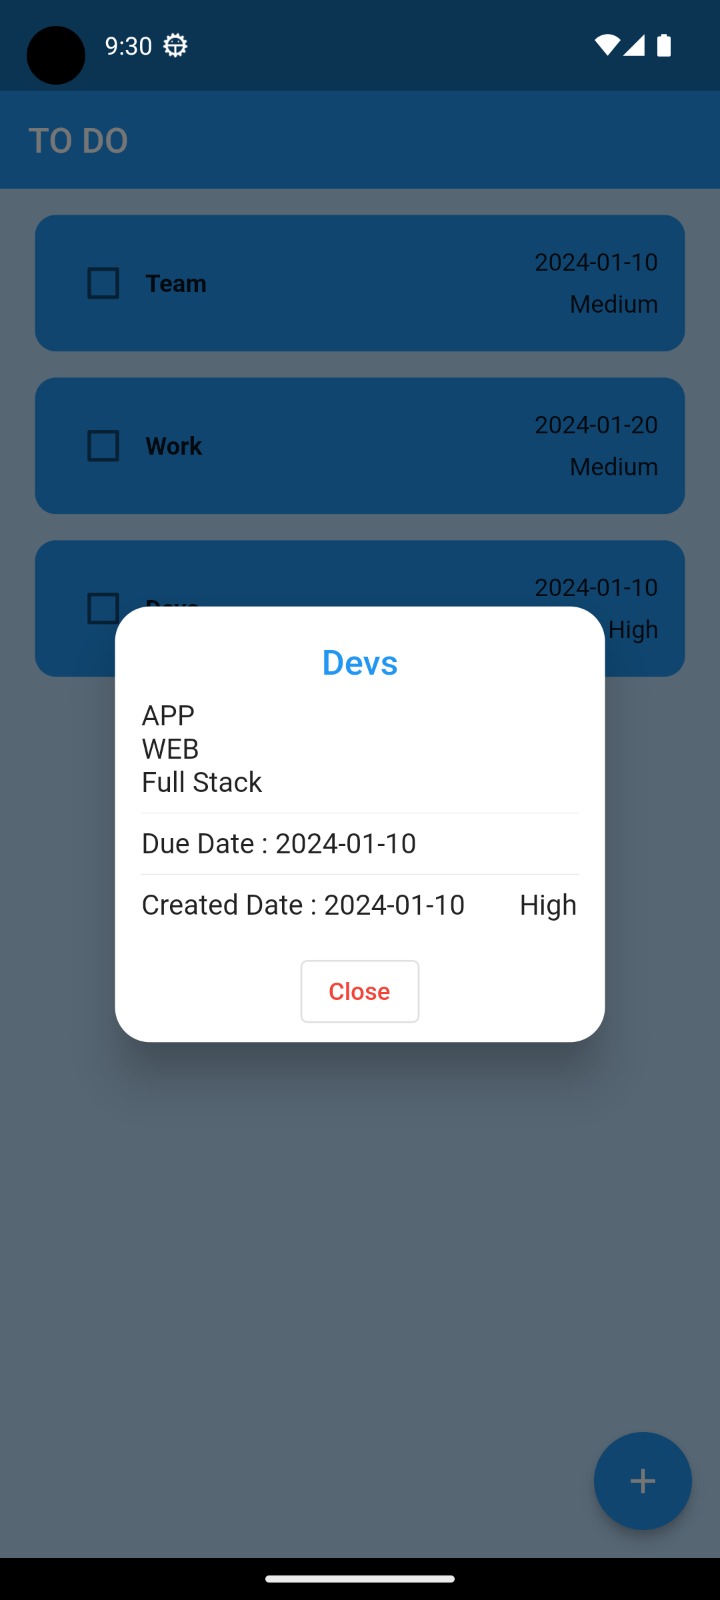 9:30
TO DO
Team
2024-01-10
Medium
Work
2024-01-20
Medium
Devs
2024-01-10
High
Devs
APP
WEB
Full Stack
Due Date : 2024-01-10
Created Date : 2024-01-10 High
Close
+